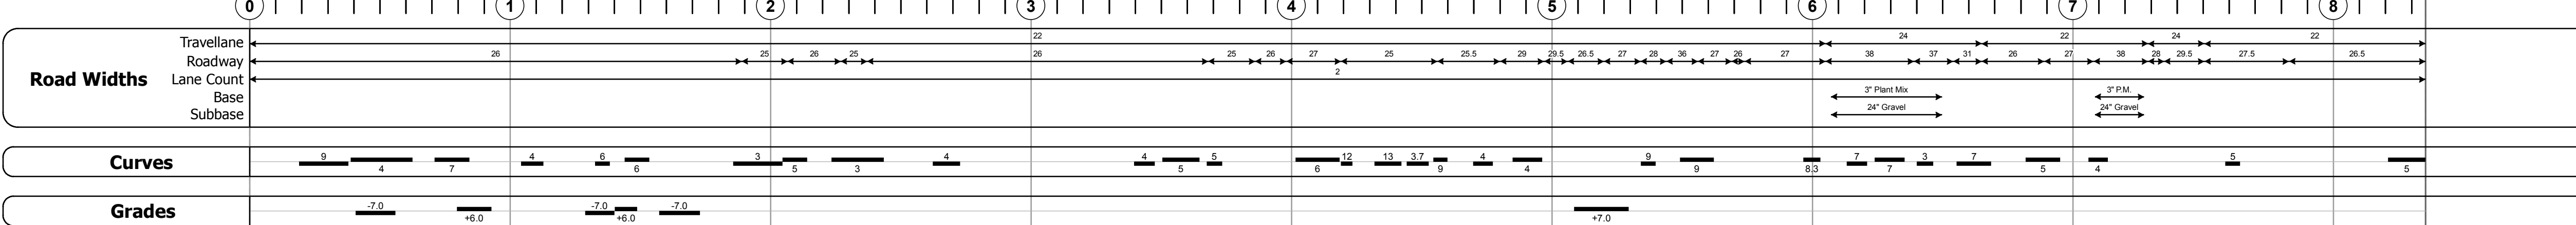 0 1 2 3 4 5 6 7 8
Travellane 22 24 22 24 22
Roadway 26 25 26 25 26 25 26 27 25 25.5 29 29.5 26.5 27 28 36 27 26 27 38 37 31 26 27 38 28 29.5 27.5 26.5
Road Widths
Lane Count 2
Base 3" Plant Mix 3" P.M.
Subbase 24" Gravel 24" Gravel
9 4 6 3 4 4 5 12 13 3.7 4 9 7 3 7 5
Curves
4 7 6 5 3 5 6 9 4 9 8.3 7 5 4 5
-7.0 -7.0 -7.0
Grades
+6.0 +6.0 +7.0